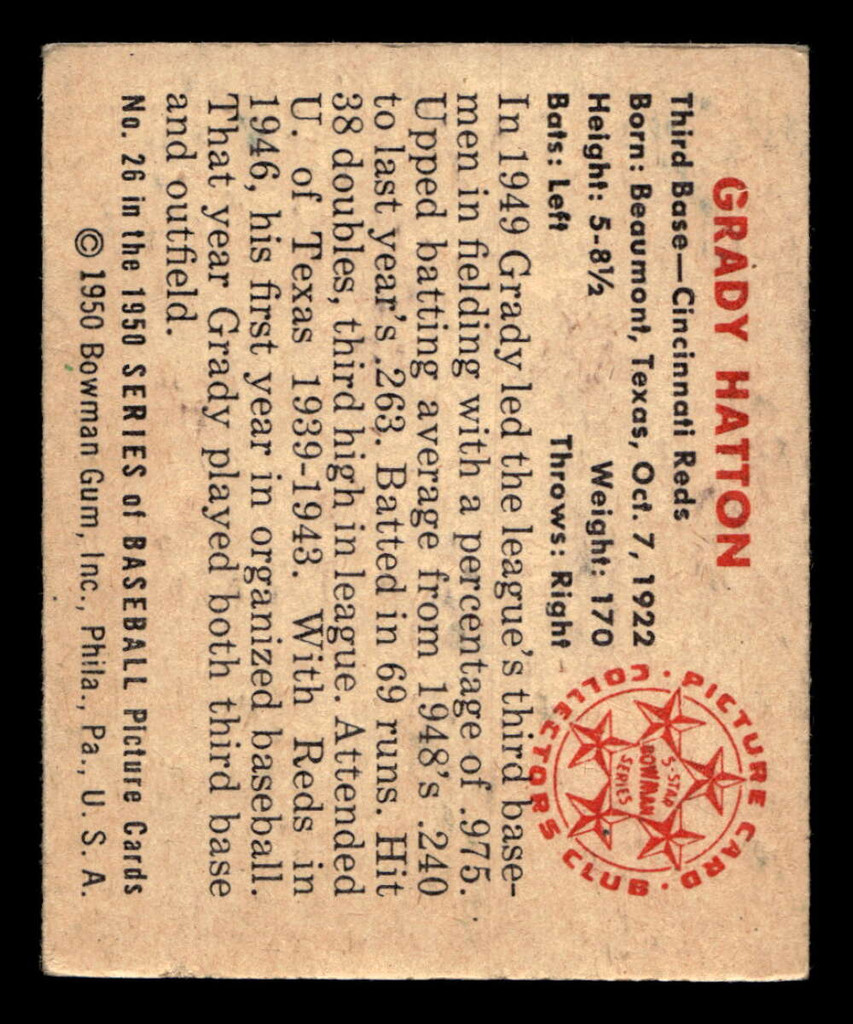 GRADY HATTON
Third Base—Cincinnati Reds
Born: Beaumont, Texas, Oct. 7, 1922
Height: 5-8½ Weight: 170
Bats: Left Throws: Right
PICTURE CARD COLLECTORS CLUB
5-STAR
BOWMAN
SERIES
In 1949 Grady led the league's third base-
men in fielding with a percentage of .975.
Upped batting average from 1948's .240
to last year's .263. Batted in 69 runs. Hit
38 doubles, third high in league. Attended
U. of Texas 1939-1943. With Reds in
1946, his first year in organized baseball.
That year Grady played both third base
and outfield.
No. 26 in the 1950 SERIES of BASEBALL Picture Cards
© 1950 Bowman Gum, Inc., Phila., Pa., U. S. A.